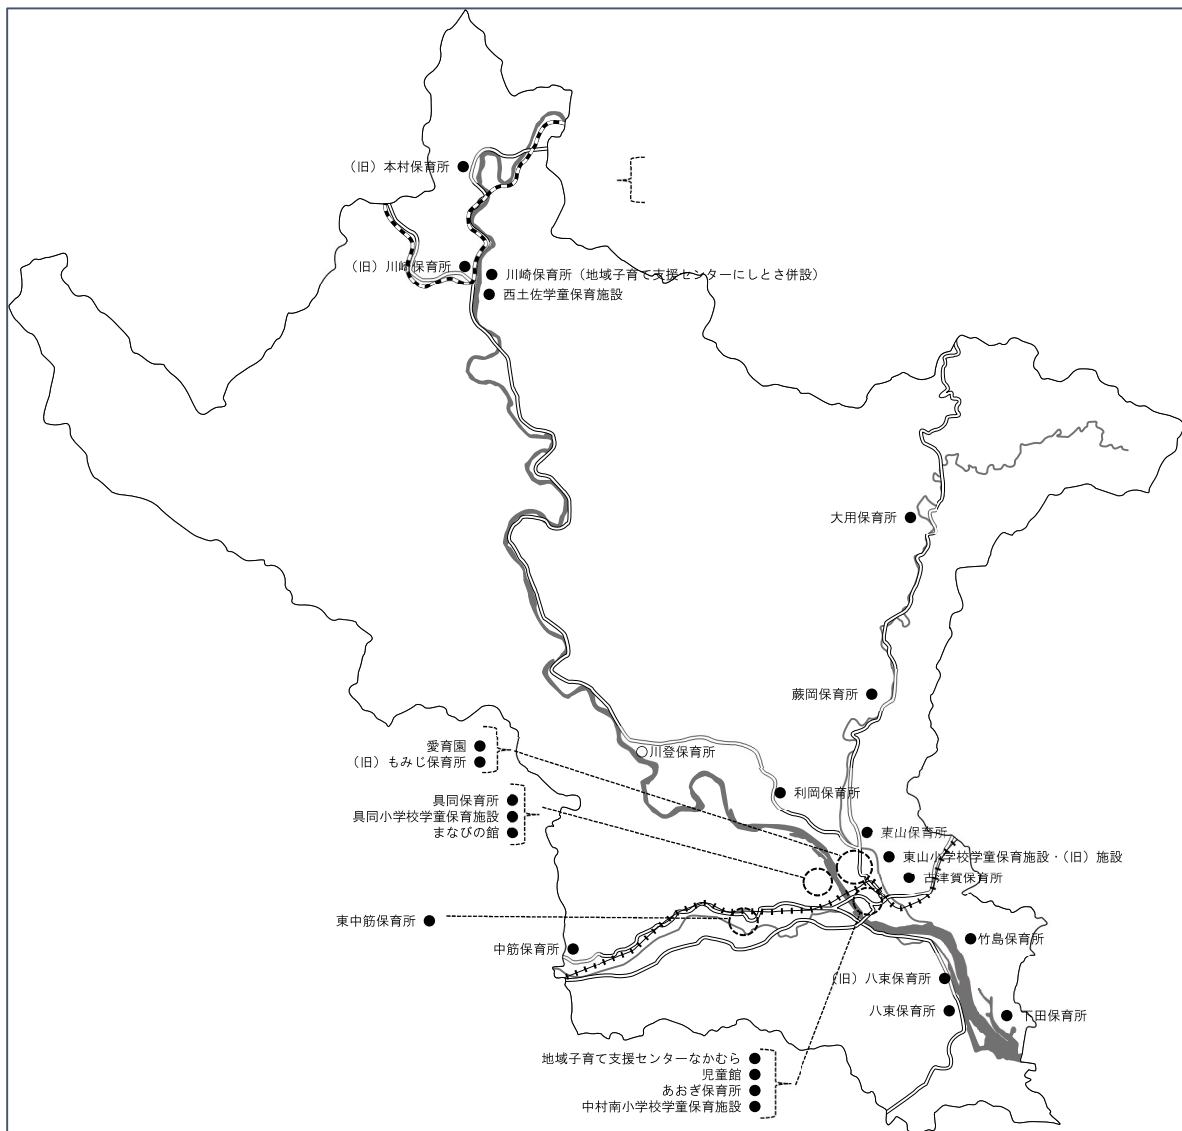 （旧）本村保育所
（旧）川崎保育所
川崎保育所（地域子育て支援センターにしとさ併設）
西土佐学童保育施設
大用保育所
蕨岡保育所
愛育園
（旧）もみじ保育所
川登保育所
利岡保育所
具同保育所
具同小学校学童保育施設
まなびの館
東山保育所
東山小学校学童保育施設・（旧）施設
古津賀保育所
東中筋保育所
中筋保育所
竹島保育所
（旧）八束保育所
八束保育所
下田保育所
地域子育て支援センターなかむら
児童館
あおぎ保育所
中村南小学校学童保育施設